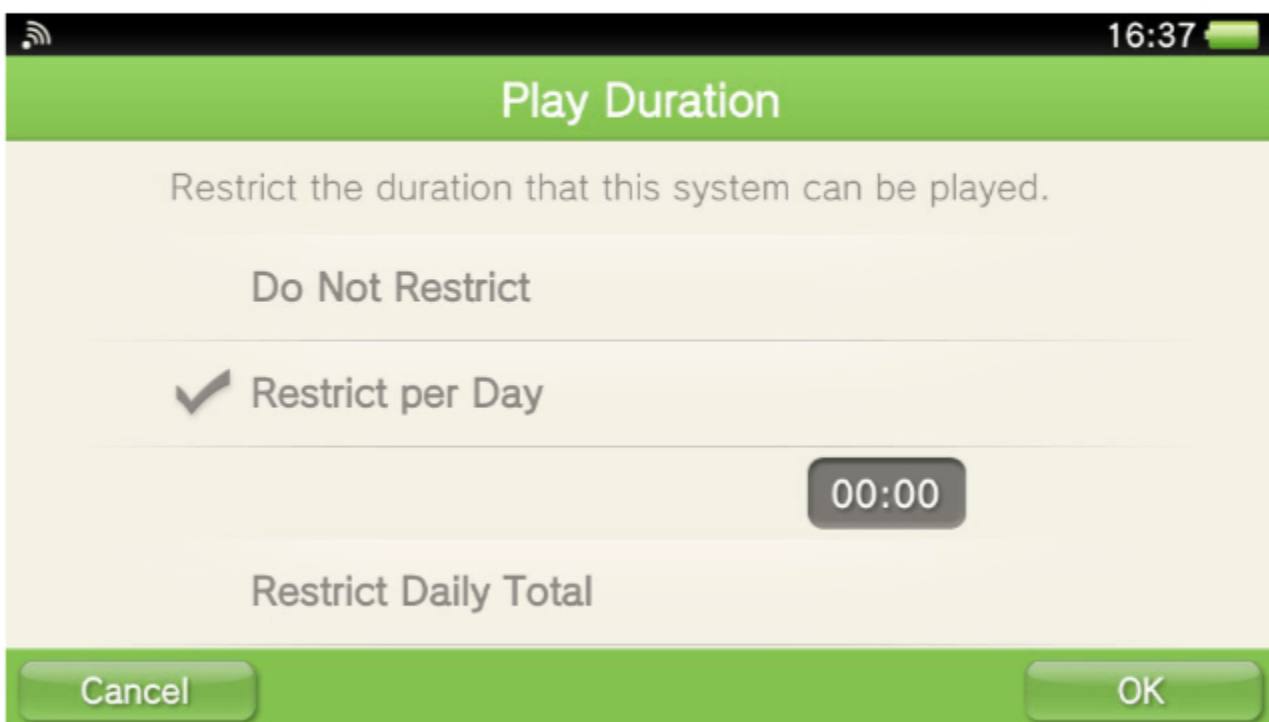 16:37
Play Duration
Restrict the duration that this system can be played.
Do Not Restrict
Restrict per Day
00:00
Restrict Daily Total
Cancel
OK